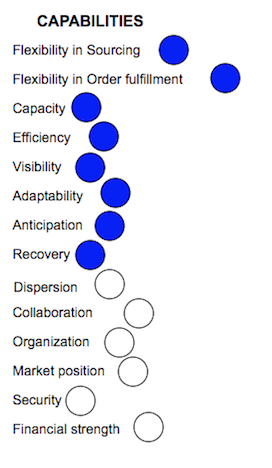 CAPABILITIES
Flexibility in Sourcing
Flexibility in Order fulfillment
Capacity
Efficiency
Visibility
Adaptability
Anticipation
Recovery
Dispersion
Collaboration
Organization
Market position
Security
Financial strength